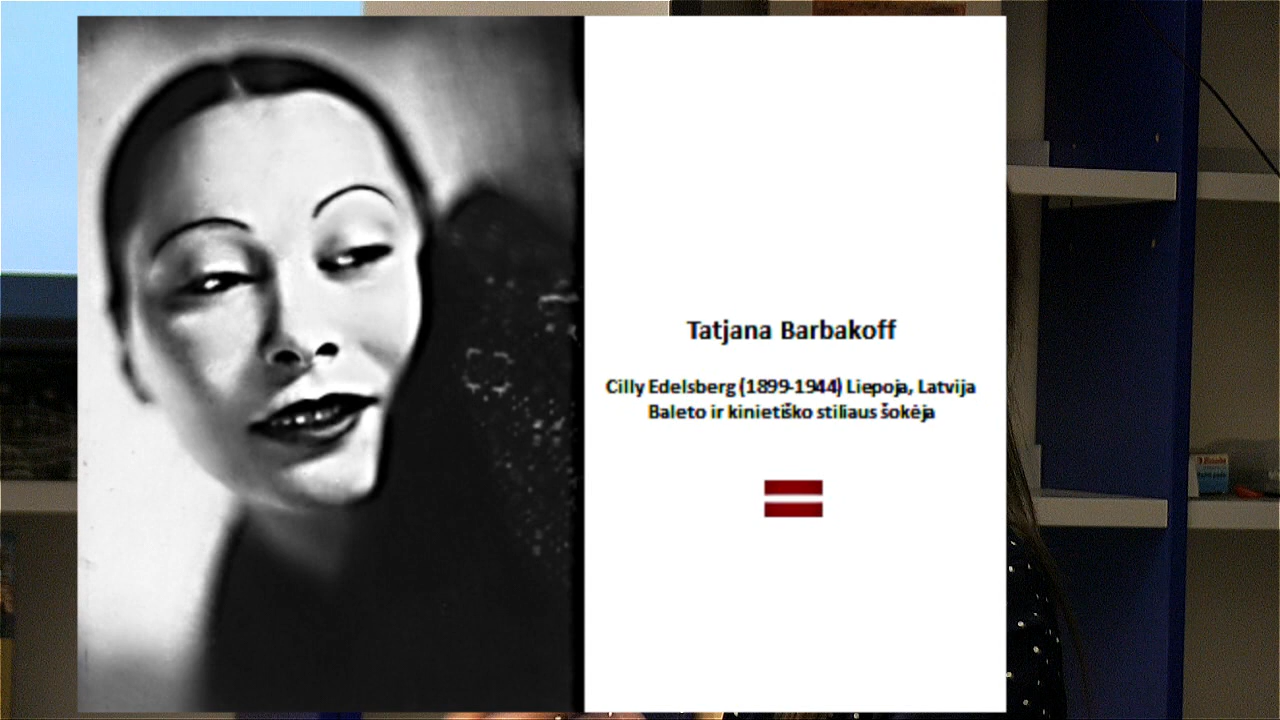 Tatjana Barbakoff
Cilly Edelsberg (1899-1944) Liepoja, Latvija
Baleto ir kinietiško stiliaus šokėja